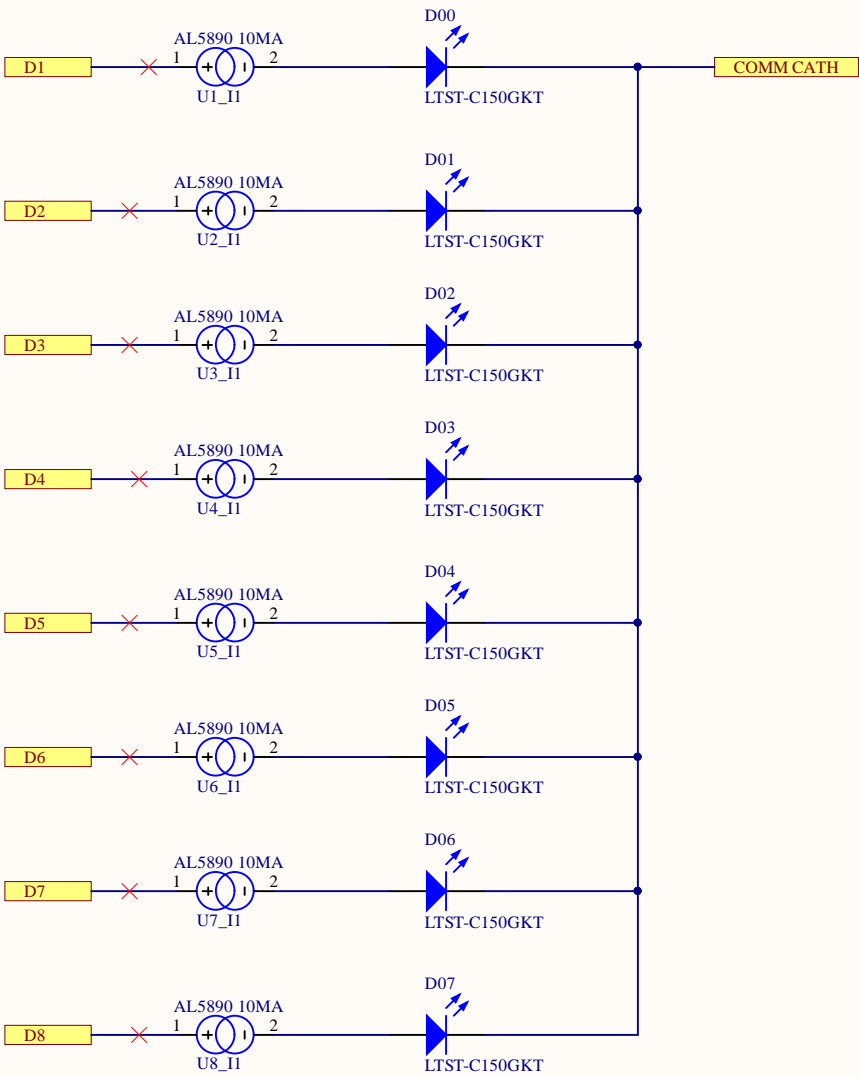 D00
AL5890 10MA
D1
1
+
2
COMM CATH
U1_I1
LTST-C150GKT
D01
AL5890 10MA
D2
1
+
2
U2_I1
LTST-C150GKT
D02
AL5890 10MA
D3
1
+
2
U3_I1
LTST-C150GKT
D03
AL5890 10MA
D4
1
+
2
U4_I1
LTST-C150GKT
D04
AL5890 10MA
D5
1
+
2
U5_I1
LTST-C150GKT
D05
AL5890 10MA
D6
1
+
2
U6_I1
LTST-C150GKT
D06
AL5890 10MA
D7
1
+
2
U7_I1
LTST-C150GKT
D07
AL5890 10MA
D8
1
+
2
U8_I1
LTST-C150GKT